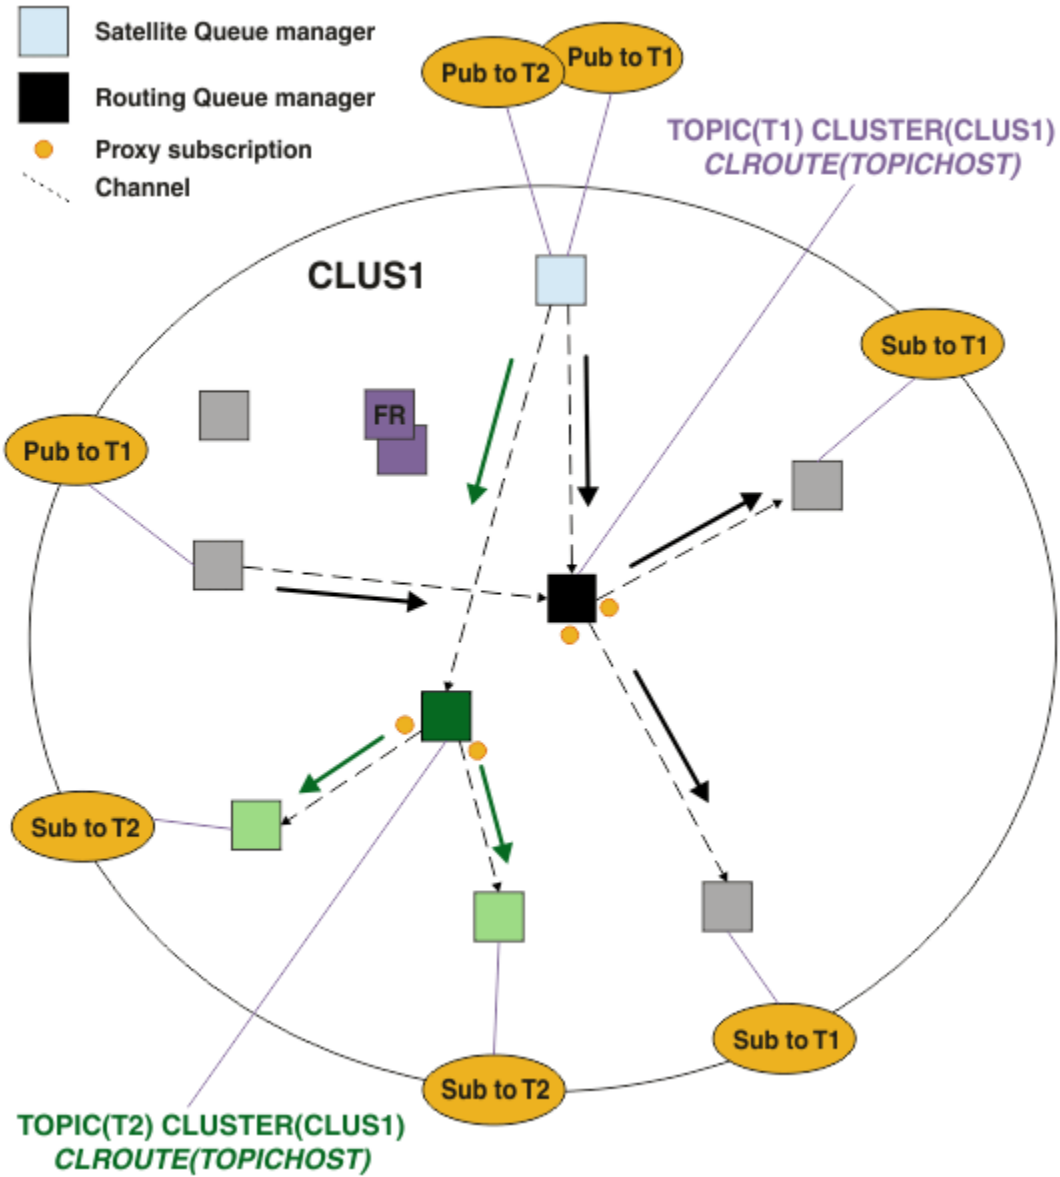 Satellite Queue manager
Routing Queue manager
Proxy subscription
Channel
Pub to T2
Pub to T1
TOPIC(T1) CLUSTER(CLUS1)
CLROUTE(TOPICHOST)
CLUS1
Sub to T1
FR
Pub to T1
Sub to T2
Sub to T1
Sub to T2
TOPIC(T2) CLUSTER(CLUS1)
CLROUTE(TOPICHOST)